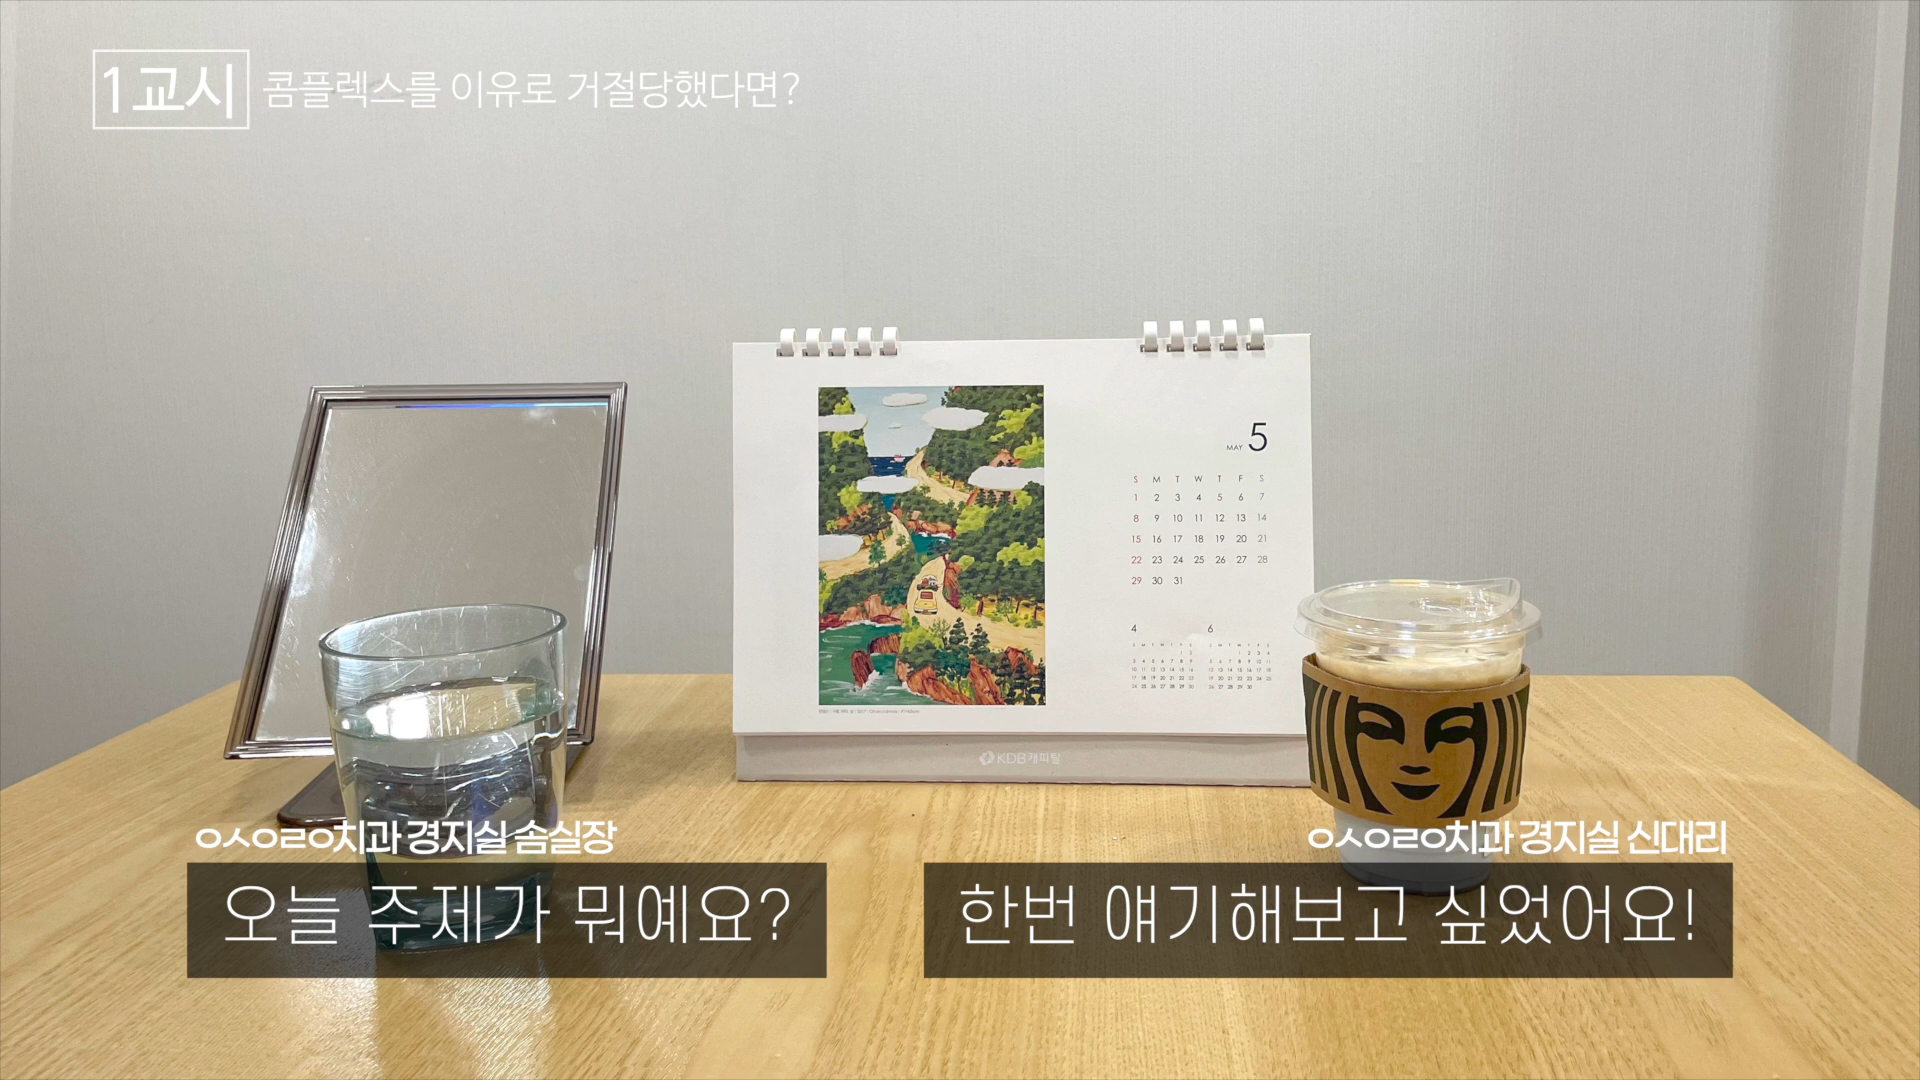 1교시 콤플렉스를 이유로 거절당했다면?
MAY 5
S M T W T F S
1 2 3 4 5 6 7
8 9 10 11 12 13 14
15 16 17 18 19 20 21
22 23 24 25 26 27 28
29 30 31
4 6
KDB캐피탈
ㅇㅅㅇㄹㅇ치과 경지실 솜실장
오늘 주제가 뭐예요?
ㅇㅅㅇㄹㅇ치과 경지실 신대리
한번 얘기해보고 싶었어요!